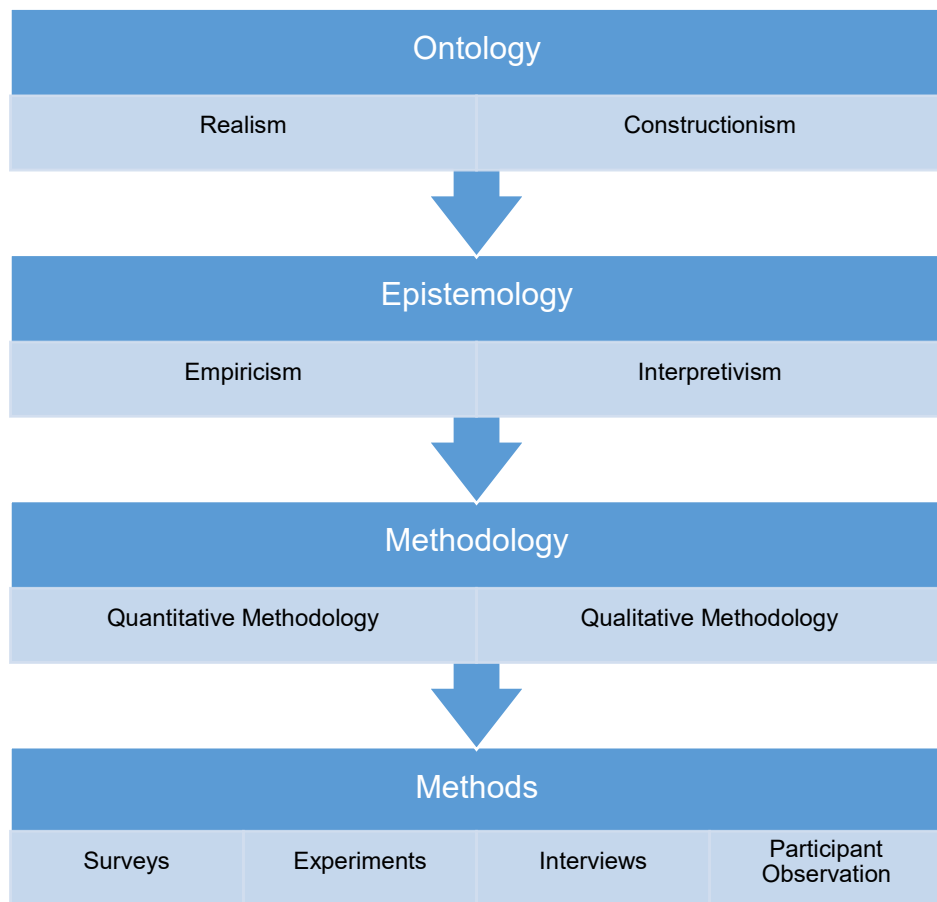 Ontology
Realism
Constructionism
Epistemology
Empiricism
Interpretivism
Methodology
Quantitative Methodology
Qualitative Methodology
Methods
Surveys
Experiments
Interviews
Participant
Observation